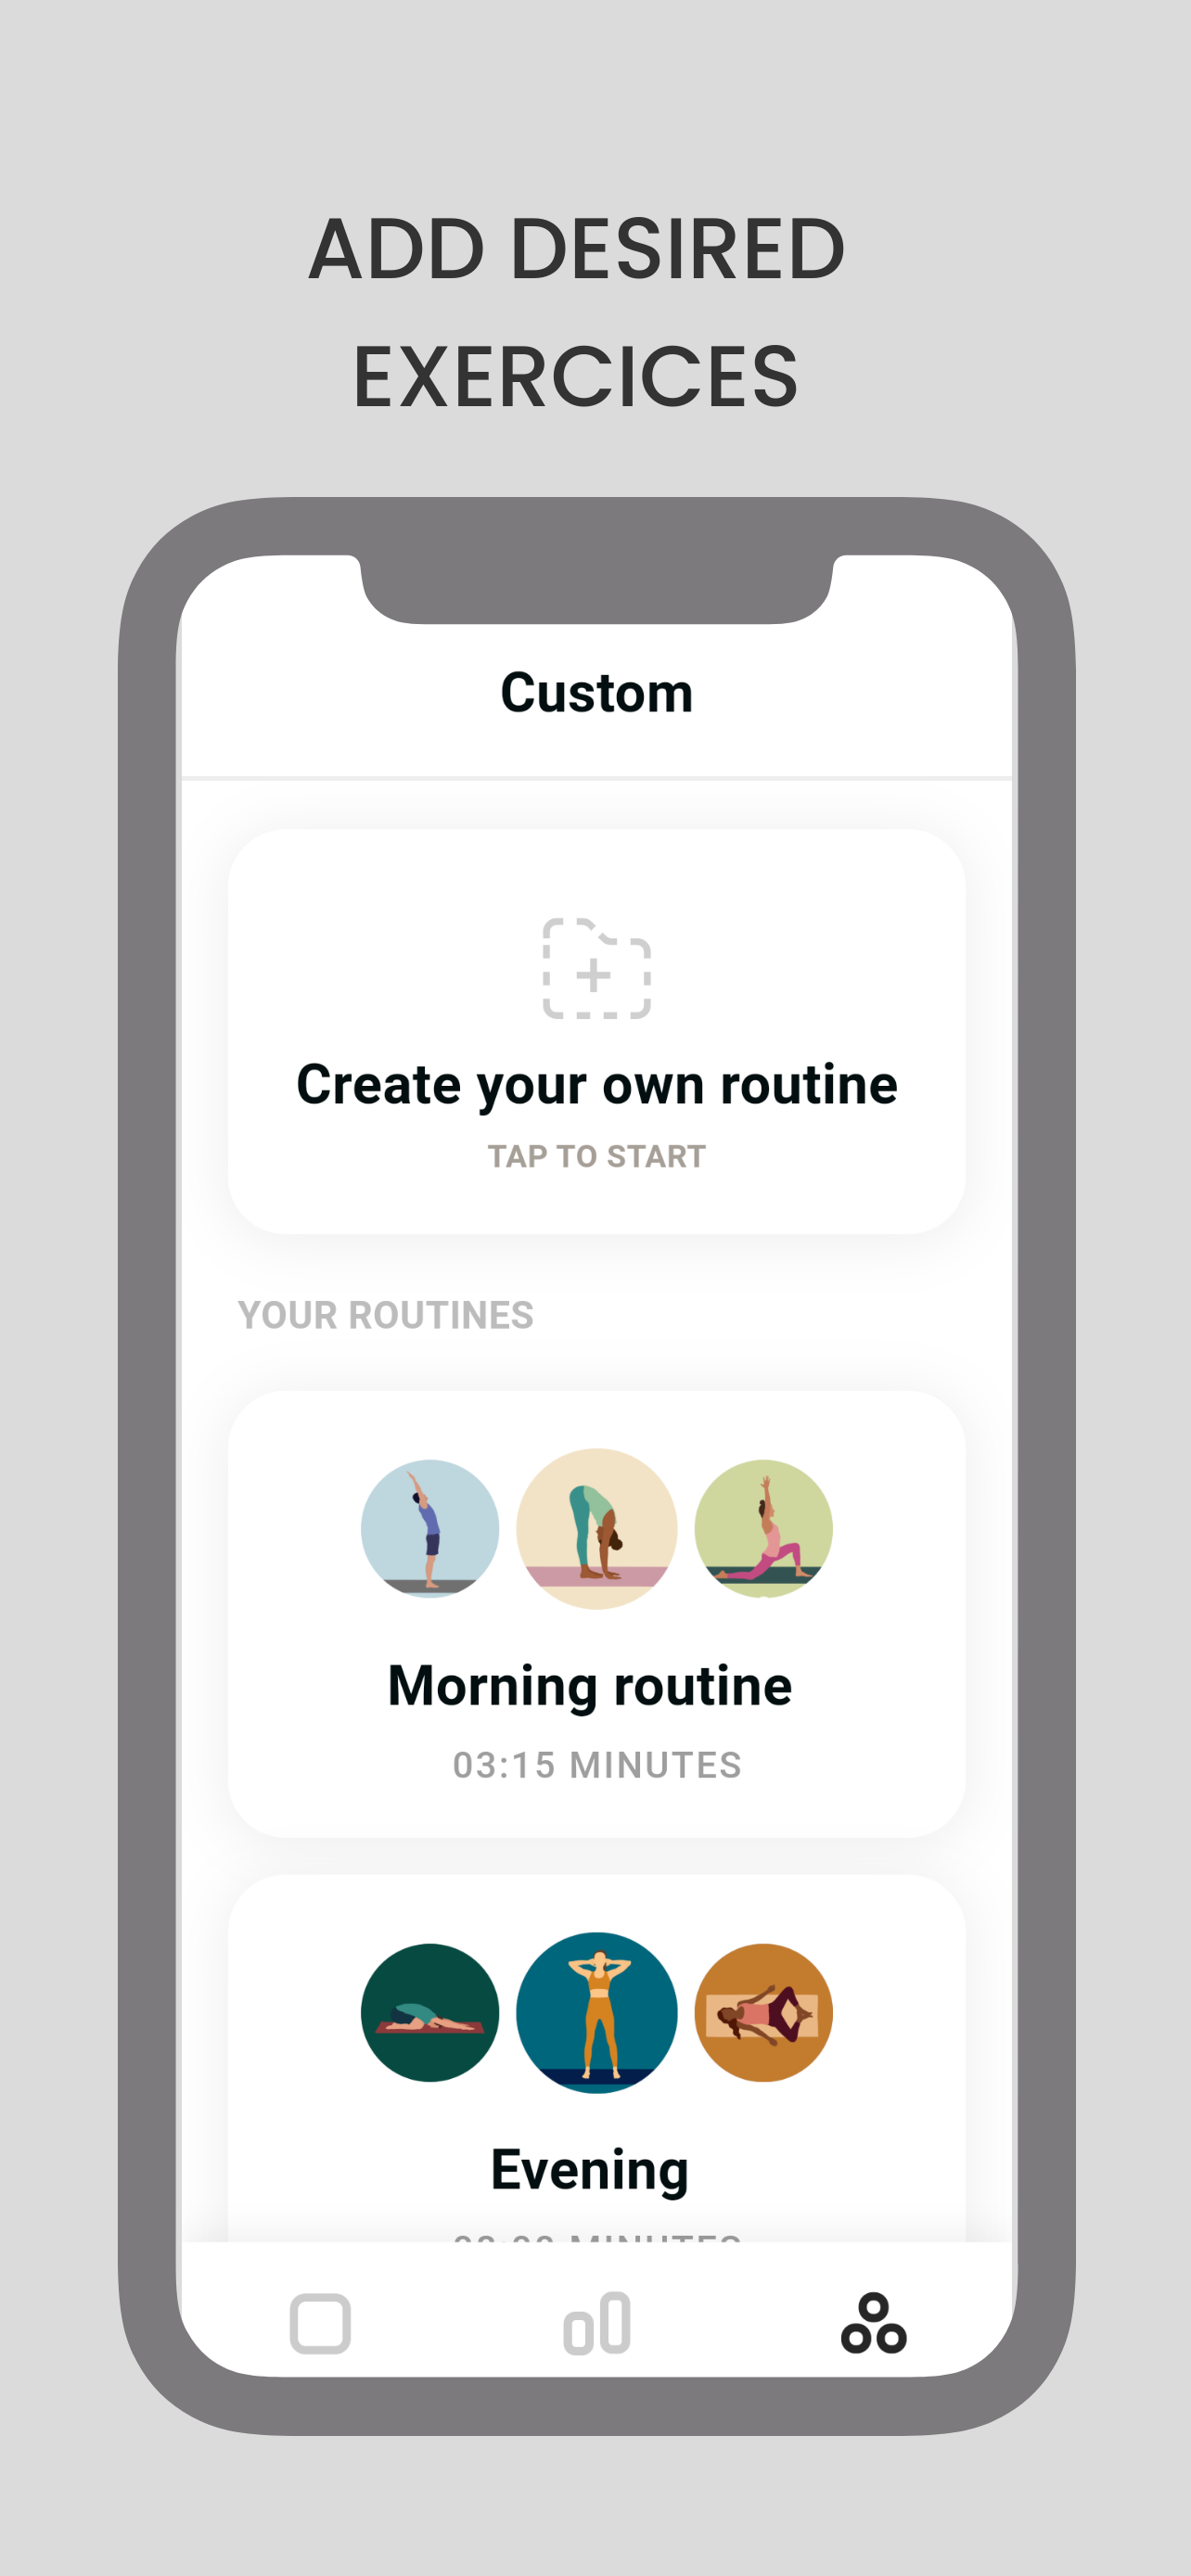 ADD DESIRED
EXERCICES
Custom
Create your own routine
TAP TO START
YOUR ROUTINES
Morning routine
03:15 MINUTES
Evening
MINUTES